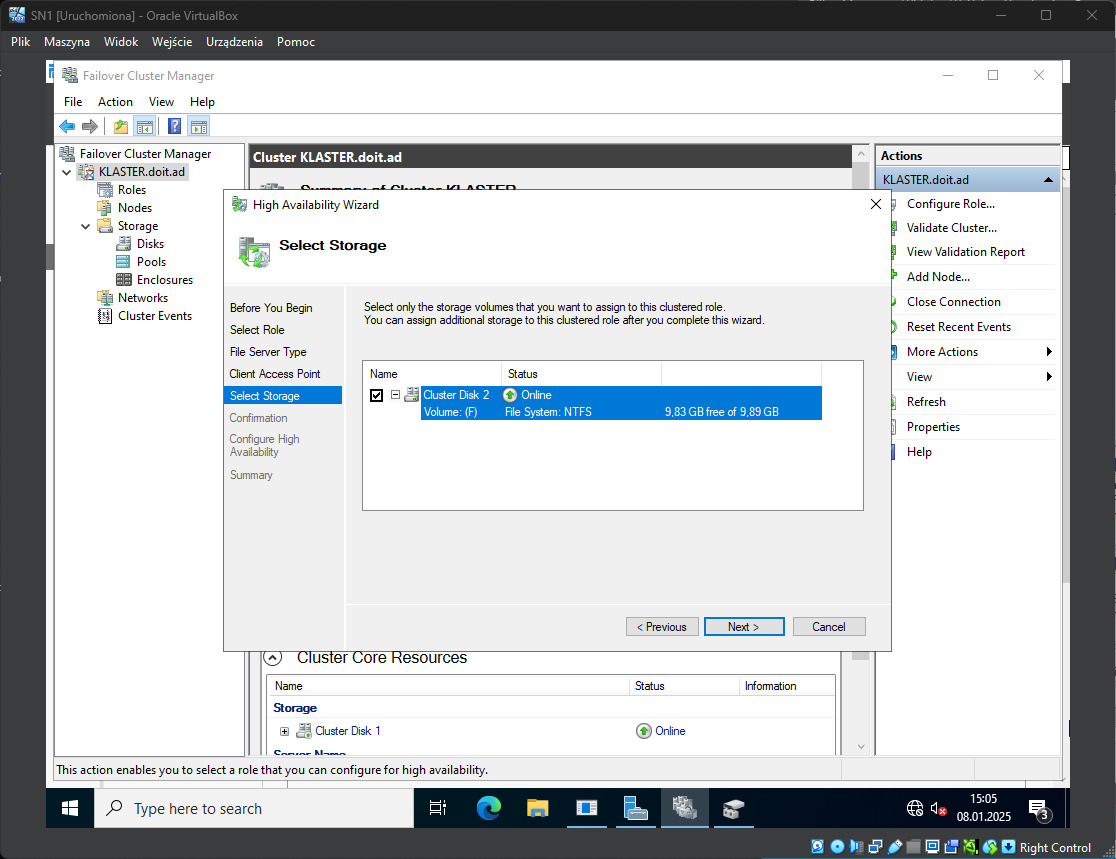 SN1 [Uruchomiona] - Oracle VirtualBox
Plik Maszyna Widok Wejście Urządzenia Pomoc
Failover Cluster Manager
File Action View Help
Failover Cluster Manager
KLASTER.doit.ad
Roles
Nodes
Storage
Disks
Pools
Enclosures
Networks
Cluster Events
Cluster KLASTER.doit.ad
Summary of Cluster KLASTER
High Availability Wizard
Select Storage
Before You Begin
Select Role
File Server Type
Client Access Point
Select Storage
Confirmation
Configure High
Availability
Summary
Select only the storage volumes that you want to assign to this clustered role.
You can assign additional storage to this clustered role after you complete this wizard.
Name Status
Cluster Disk 2 Online
Volume: (F) File System: NTFS 9,83 GB free of 9,89 GB
< Previous Next > Cancel
Cluster Core Resources
Name Status Information
Storage
Cluster Disk 1 Online
Server Name
Actions
KLASTER.doit.ad
Configure Role...
Validate Cluster...
View Validation Report
Add Node...
Close Connection
Reset Recent Events
More Actions
View
Refresh
Properties
Help
This action enables you to select a role that you can configure for high availability.
Type here to search
15:05
08.01.2025
3
Right Control